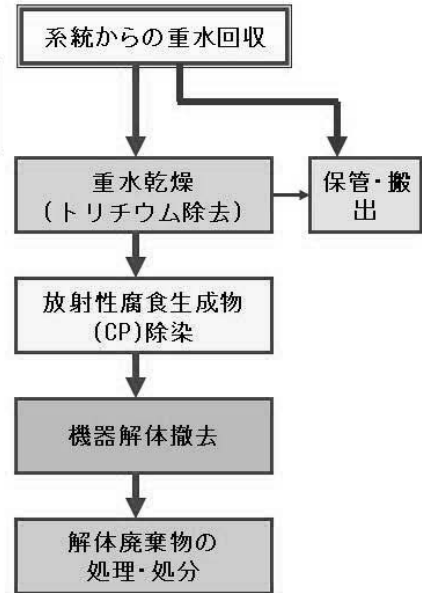 系統からの重水回収
重水乾燥
(トリチウム除去)
保管・搬
出
放射性腐食生成物
(CP)除染
機器解体撤去
解体廃棄物の
処理・処分